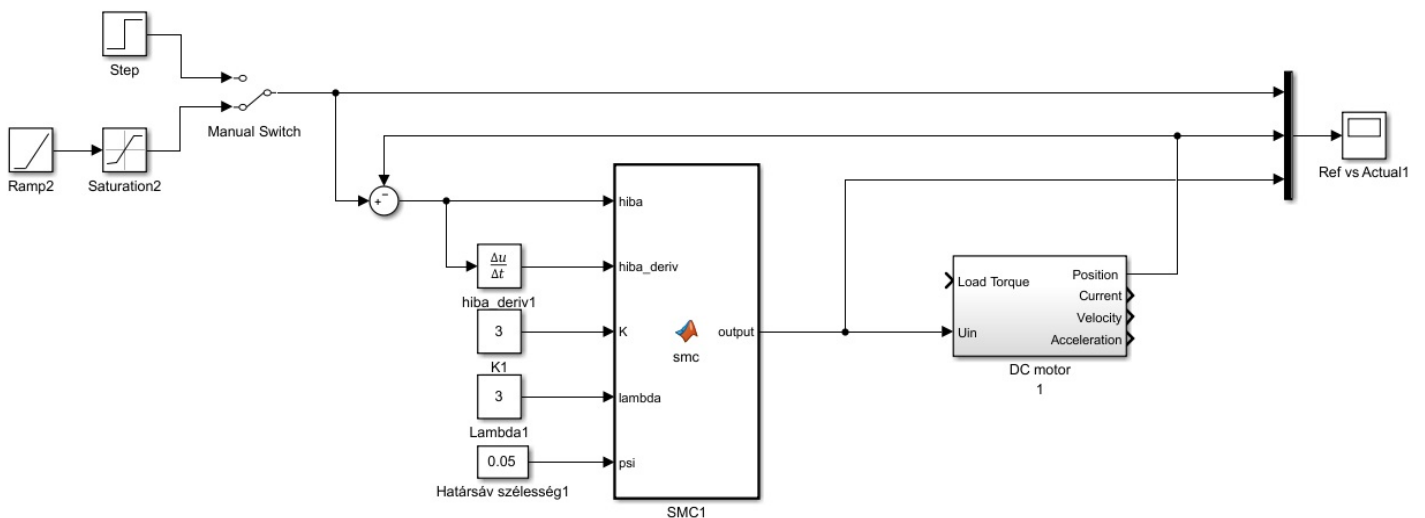 Step
Manual Switch
Ramp2
Saturation2
Ref vs Actual1
+
−
hiba
Δu
Δt
hiba_deriv
hiba_deriv1
3
K
K1
output
smc
3
lambda
Lambda1
0.05
psi
Határsáv szélesség1
SMC1
Load Torque
Position
Current
Velocity
Uin
Acceleration
DC motor
1